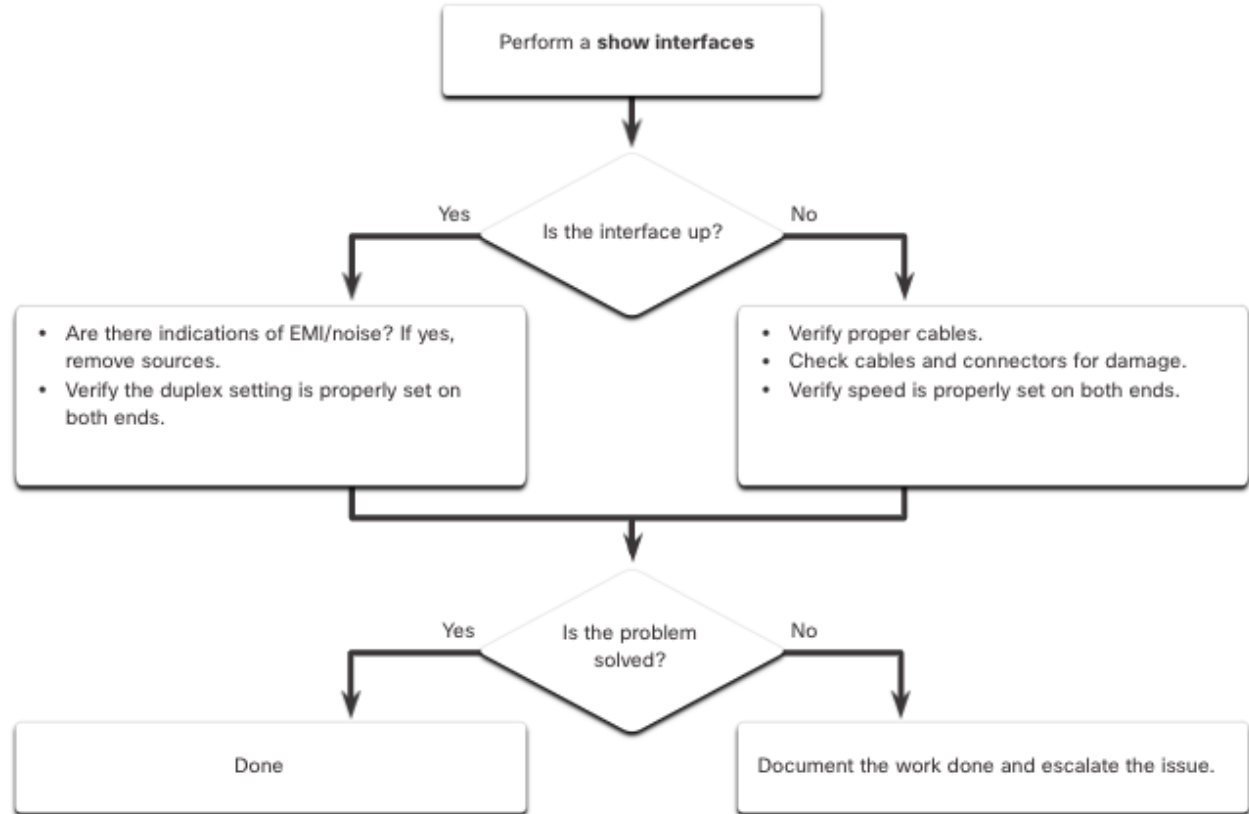 Perform a show interfaces
Yes
Is the interface up?
No
• Are there indications of EMI/noise? If yes,
remove sources.
• Verify the duplex setting is properly set on
both ends.
• Verify proper cables.
• Check cables and connectors for damage.
• Verify speed is properly set on both ends.
Yes
Is the problem
solved?
No
Done
Document the work done and escalate the issue.